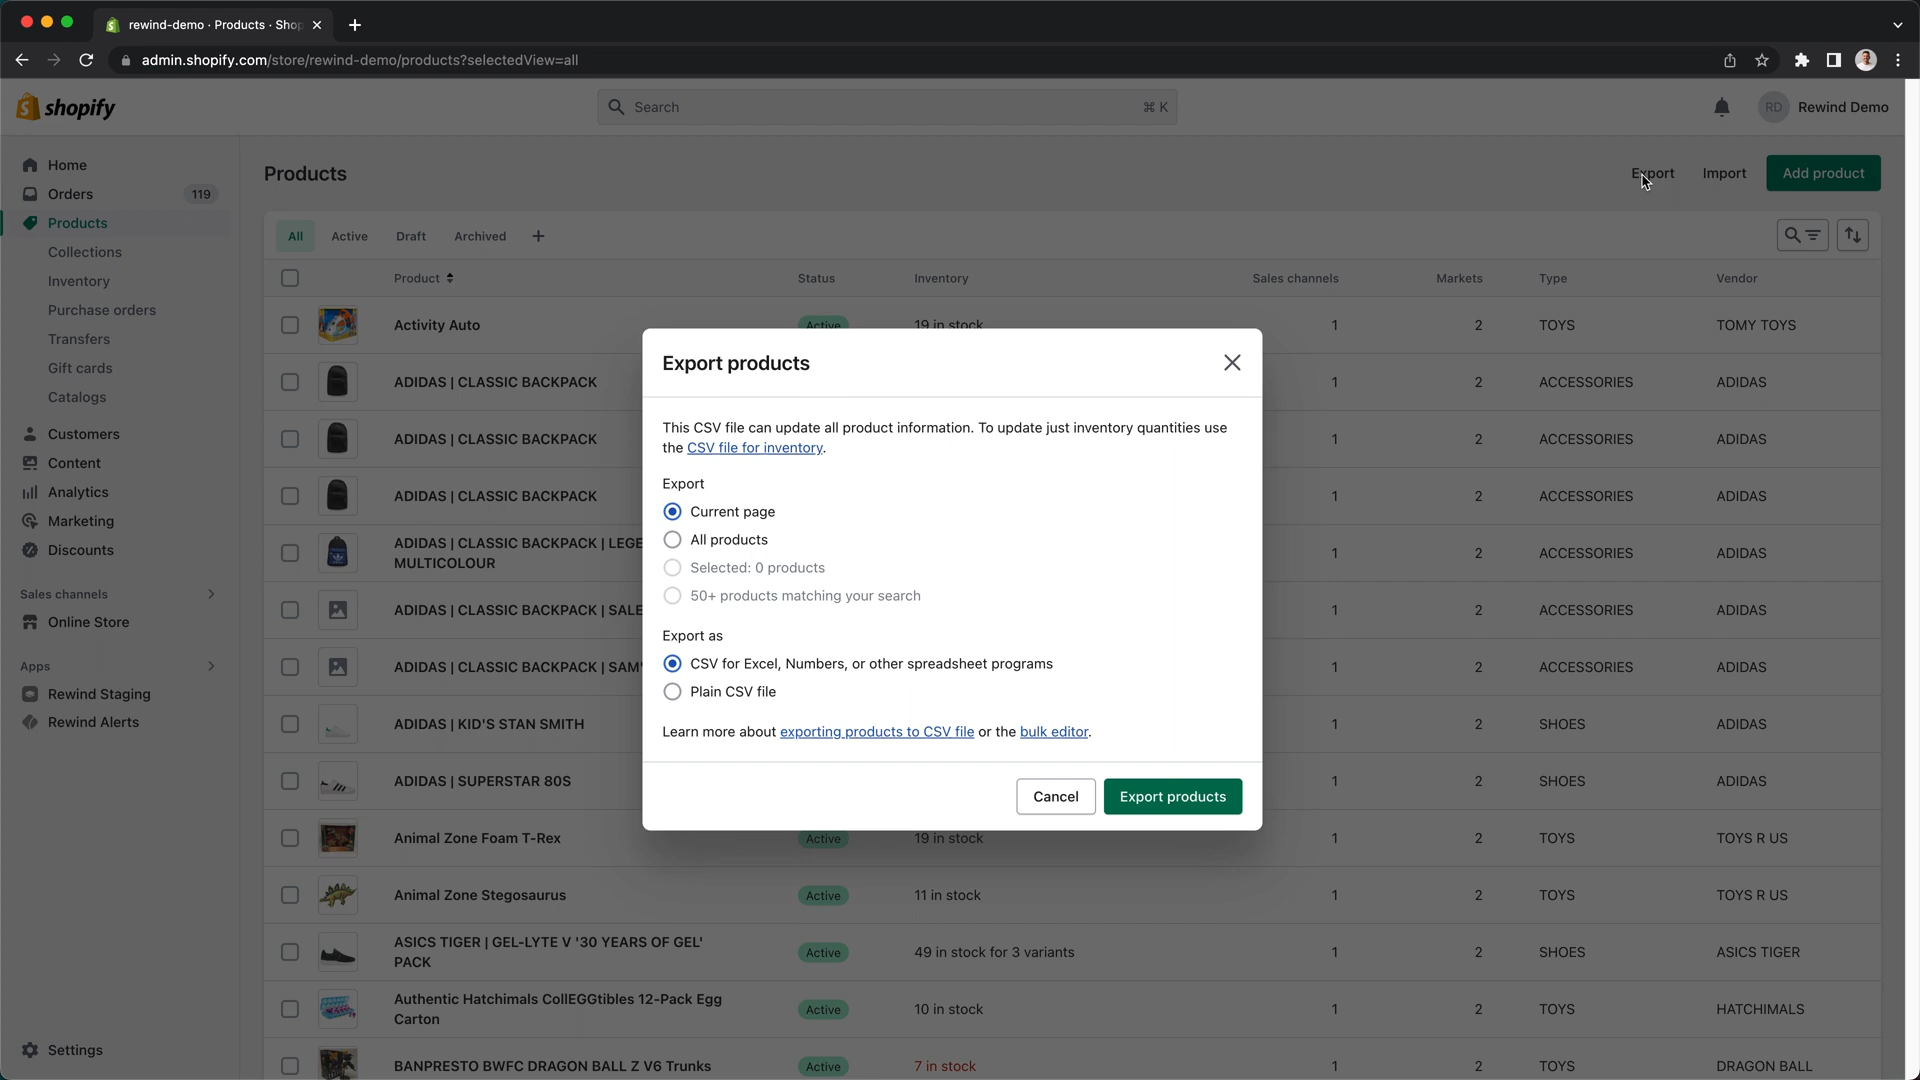 rewind-demo · Products · Shop
admin.shopify.com/store/rewind-demo/products?selectedView=all
shopify
Search
⌘ K
RD
Rewind Demo
Home
Orders
119
Products
Collections
Inventory
Purchase orders
Transfers
Gift cards
Catalogs
Customers
Content
Analytics
Marketing
Discounts
Sales channels
Online Store
Apps
Rewind Staging
Rewind Alerts
Settings
Products
Export
Import
Add product
All
Active
Draft
Archived
Product
Status
Inventory
Sales channels
Markets
Type
Vendor
Activity Auto
Active
19 in stock
1
2
TOYS
TOMY TOYS
ADIDAS | CLASSIC BACKPACK
1
2
ACCESSORIES
ADIDAS
ADIDAS | CLASSIC BACKPACK
1
2
ACCESSORIES
ADIDAS
ADIDAS | CLASSIC BACKPACK
1
2
ACCESSORIES
ADIDAS
ADIDAS | CLASSIC BACKPACK | LEGE
MULTICOLOUR
1
2
ACCESSORIES
ADIDAS
ADIDAS | CLASSIC BACKPACK | SALE
1
2
ACCESSORIES
ADIDAS
ADIDAS | CLASSIC BACKPACK | SAM'
1
2
ACCESSORIES
ADIDAS
ADIDAS | KID'S STAN SMITH
1
2
SHOES
ADIDAS
ADIDAS | SUPERSTAR 80S
1
2
SHOES
ADIDAS
Animal Zone Foam T-Rex
Active
19 in stock
1
2
TOYS
TOYS R US
Animal Zone Stegosaurus
Active
11 in stock
1
2
TOYS
TOYS R US
ASICS TIGER | GEL-LYTE V '30 YEARS OF GEL'
PACK
Active
49 in stock for 3 variants
1
2
SHOES
ASICS TIGER
Authentic Hatchimals CollEGGtibles 12-Pack Egg
Carton
Active
10 in stock
1
2
TOYS
HATCHIMALS
BANPRESTO BWFC DRAGON BALL Z V6 Trunks
Active
7 in stock
1
2
TOYS
DRAGON BALL
Export products
This CSV file can update all product information. To update just inventory quantities use
the CSV file for inventory.
Export
Current page
All products
Selected: 0 products
50+ products matching your search
Export as
CSV for Excel, Numbers, or other spreadsheet programs
Plain CSV file
Learn more about exporting products to CSV file or the bulk editor.
Cancel
Export products